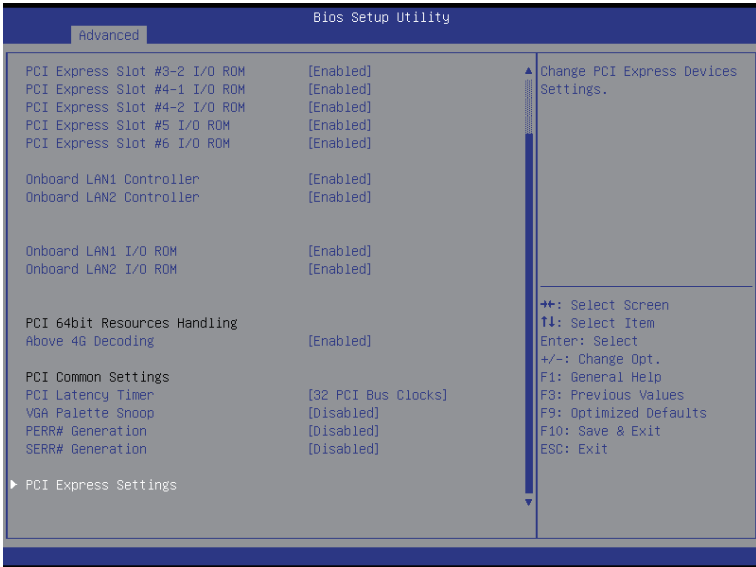 Bios Setup Utility
Advanced
PCI Express Slot #3-2 I/O ROM [Enabled]
PCI Express Slot #4-1 I/O ROM [Enabled]
PCI Express Slot #4-2 I/O ROM [Enabled]
PCI Express Slot #5 I/O ROM [Enabled]
PCI Express Slot #6 I/O ROM [Enabled]
Onboard LAN1 Controller [Enabled]
Onboard LAN2 Controller [Enabled]
Onboard LAN1 I/O ROM [Enabled]
Onboard LAN2 I/O ROM [Enabled]
PCI 64bit Resources Handling
Above 4G Decoding [Enabled]
PCI Common Settings
PCI Latency Timer [32 PCI Bus Clocks]
VGA Palette Snoop [Disabled]
PERR# Generation [Disabled]
SERR# Generation [Disabled]
▶ PCI Express Settings
Change PCI Express Devices
Settings.
→←: Select Screen
↑↓: Select Item
Enter: Select
+/-: Change Opt.
F1: General Help
F3: Previous Values
F9: Optimized Defaults
F10: Save & Exit
ESC: Exit